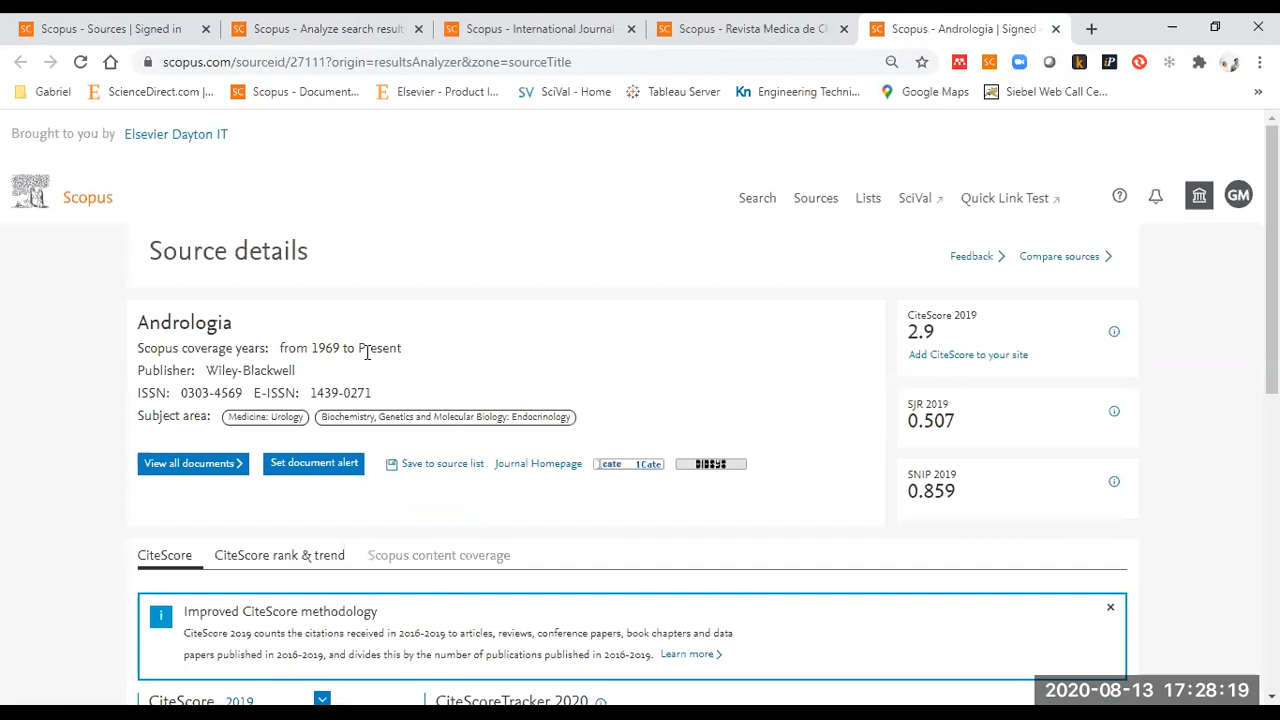 Scopus - Sources | Signed in
Scopus - Analyze search result
Scopus - International Journal
Scopus - Revista Medica de C
Scopus - Andrologia | Signed
scopus.com/sourceid/27111?origin=resultsAnalyzer&zone=sourceTitle
Gabriel
ScienceDirect.com |...
Scopus - Document...
Elsevier - Product I...
SV SciVal - Home
Tableau Server
Kn Engineering Techni...
Google Maps
Siebel Web Call Ce...
»
Brought to you by Elsevier Dayton IT
Scopus
Search
Sources
Lists
SciVal
Quick Link Test
GM
Source details
Feedback
Compare sources
Andrologia
Scopus coverage years: from 1969 to Present
Publisher: Wiley-Blackwell
ISSN: 0303-4569 E-ISSN: 1439-0271
Subject area: Medicine: Urology Biochemistry, Genetics and Molecular Biology: Endocrinology
View all documents
Set document alert
Save to source list
Journal Homepage
1cate 1Cate
BIBSYS
CiteScore 2019
2.9
Add CiteScore to your site
SJR 2019
0.507
SNIP 2019
0.859
CiteScore
CiteScore rank & trend
Scopus content coverage
i
Improved CiteScore methodology
CiteScore 2019 counts the citations received in 2016-2019 to articles, reviews, conference papers, book chapters and data
papers published in 2016-2019, and divides this by the number of publications published in 2016-2019. Learn more
CiteScore 2019
CiteScoreTracker 2020
2020-08-13 17:28:19